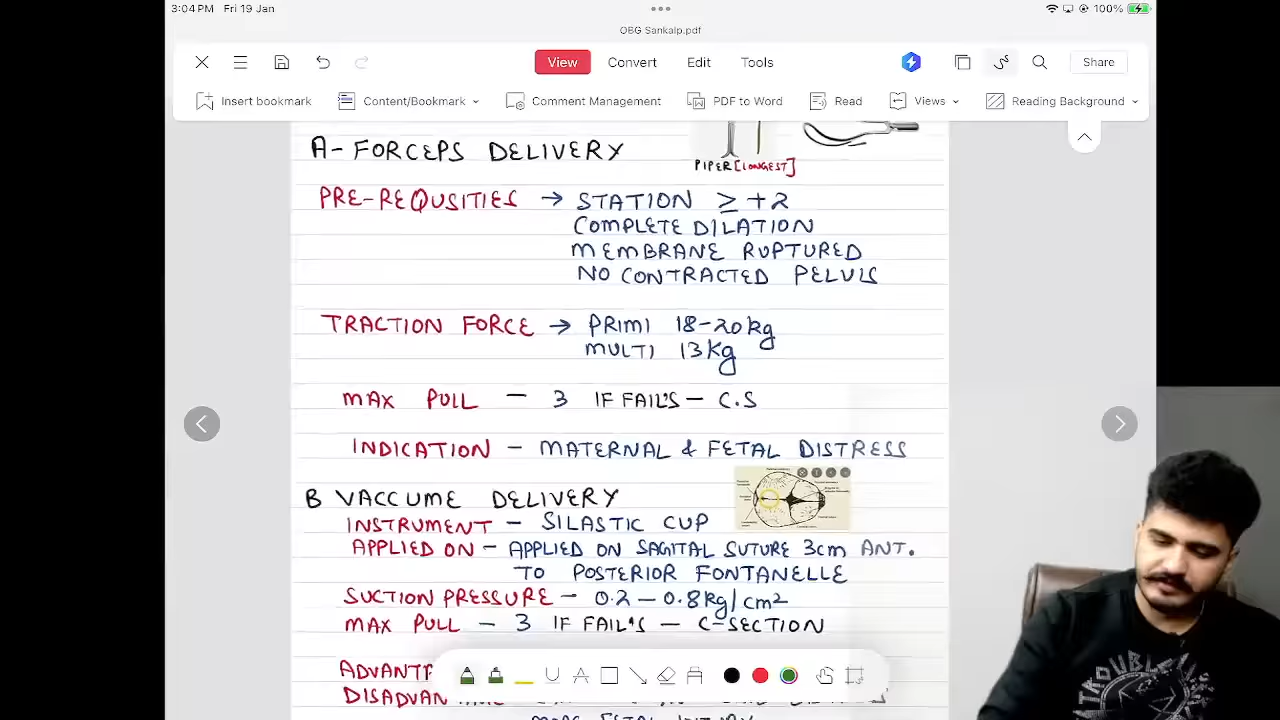 3:04 PM Fri 19 Jan
100%
OBG Sankalp.pdf
View Convert Edit Tools
Share
Insert bookmark Content/Bookmark Comment Management PDF to Word Read Views Reading Background
A- FORCEPS DELIVERY
PIPER [LONGEST]
PRE-REQUSITIES → STATION ≥ +2
COMPLETE DILATION
MEMBRANE RUPTURED
NO CONTRACTED PELVIS
TRACTION FORCE → PRIMI 18-20 kg
MULTI 13 Kg
MAX PULL - 3 IF FAIL'S - C.S
INDICATION - MATERNAL & FETAL DISTRESS
B VACCUME DELIVERY
INSTRUMENT - SILASTIC CUP
APPLIED ON - APPLIED ON SAGITAL SUTURE 3cm ANT.
TO POSTERIOR FONTANELLE
SUCTION PRESSURE - 0.2 - 0.8 kg/cm2
MAX PULL - 3 IF FAIL'S - C-SECTION